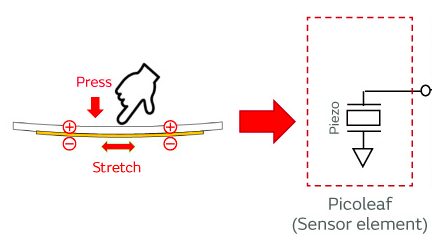 Press
Stretch
Piezo
Picoleaf
(Sensor element)